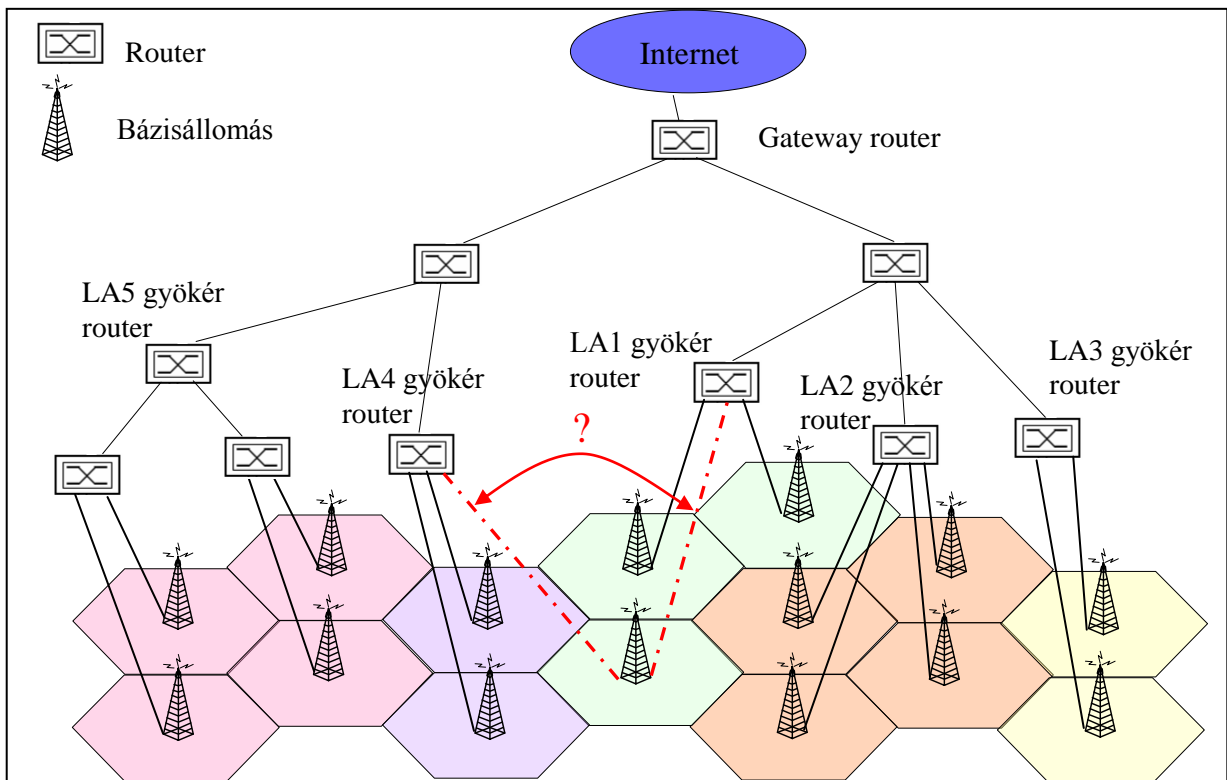 Internet
Router
Bázisállomás
Gateway router
LA5 gyökér
router
LA1 gyökér
router
LA3 gyökér
router
LA4 gyökér
router
LA2 gyökér
router
?